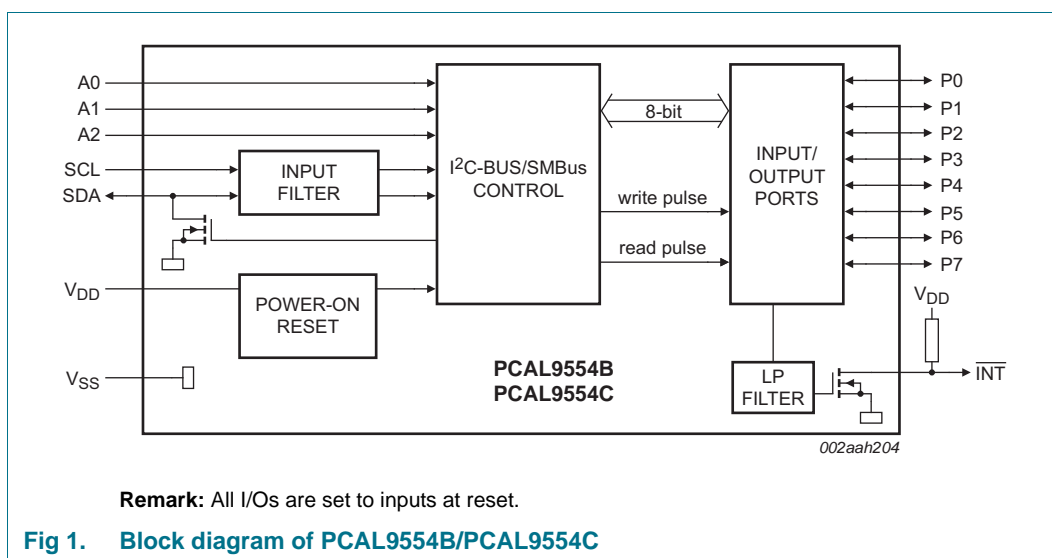 A0
A1
A2
SCL
SDA
VDD
VSS
INPUT
FILTER
POWER-ON
RESET
I2C-BUS/SMBus
CONTROL
8-bit
write pulse
read pulse
INPUT/
OUTPUT
PORTS
P0
P1
P2
P3
P4
P5
P6
P7
VDD
INT
LP
FILTER
PCAL9554B
PCAL9554C
002aah204
Remark: All I/Os are set to inputs at reset.
Fig 1. Block diagram of PCAL9554B/PCAL9554C